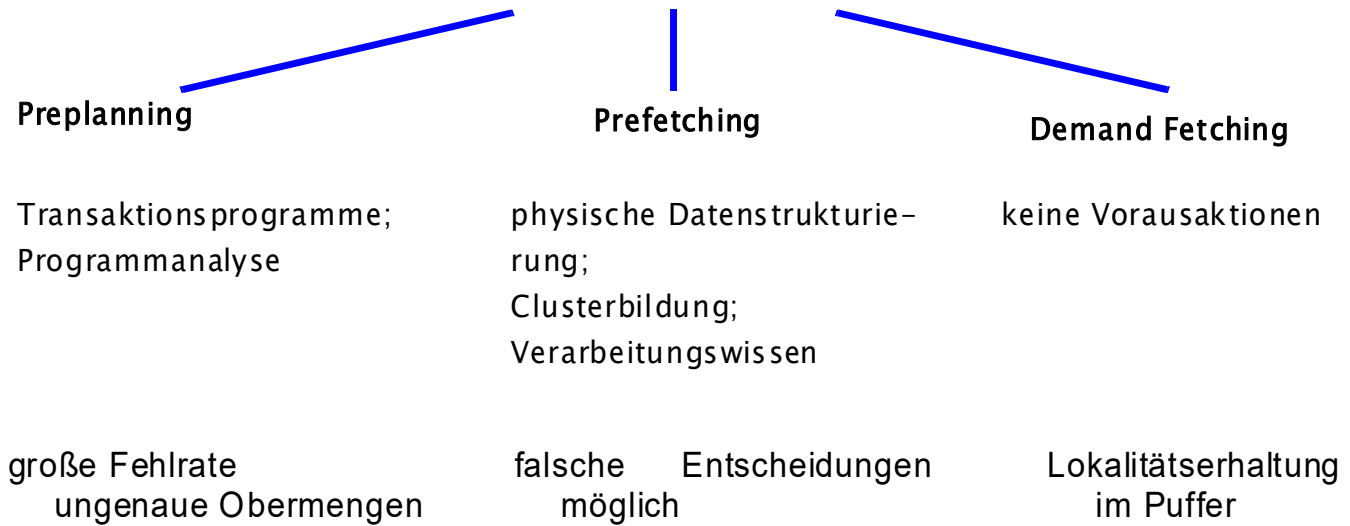 Preplanning
Transaktionsprogramme;
Programmanalyse
große Fehlrate
ungenaue Obermengen
Prefetching
physische Datenstrukturie-
rung;
Clusterbildung;
Verarbeitungswissen
falsche Entscheidungen
möglich
Demand Fetching
keine Vorausaktionen
Lokalitätserhaltung
im Puffer